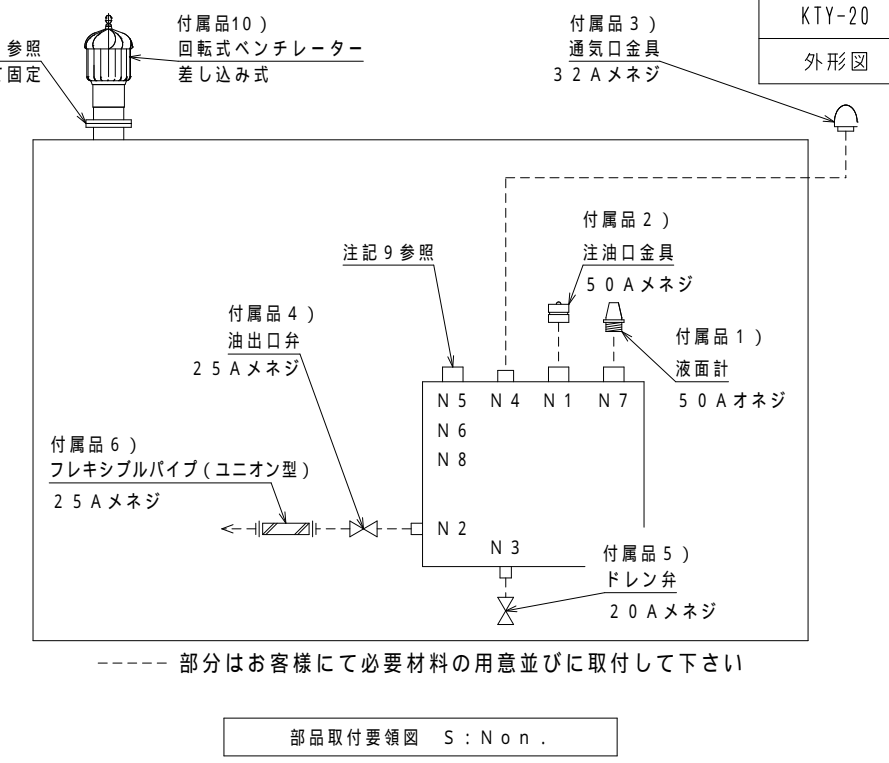 KTY-20
外形図
参照
固定
付属品10)
回転式ベンチレーター
差し込み式
付属品3)
通気口金具
32Aメネジ
付属品2)
注油口金具
50Aメネジ
注記9参照
付属品4)
油出口弁
25Aメネジ
付属品1)
液面計
50Aオネジ
N5 N4 N1 N7
N6
N8
付属品6)
フレキシブルパイプ(ユニオン型)
25Aメネジ
N2
N3
付属品5)
ドレン弁
20Aメネジ
----- 部分はお客様にて必要材料の用意並びに取付して下さい
部品取付要領図 S:Non.